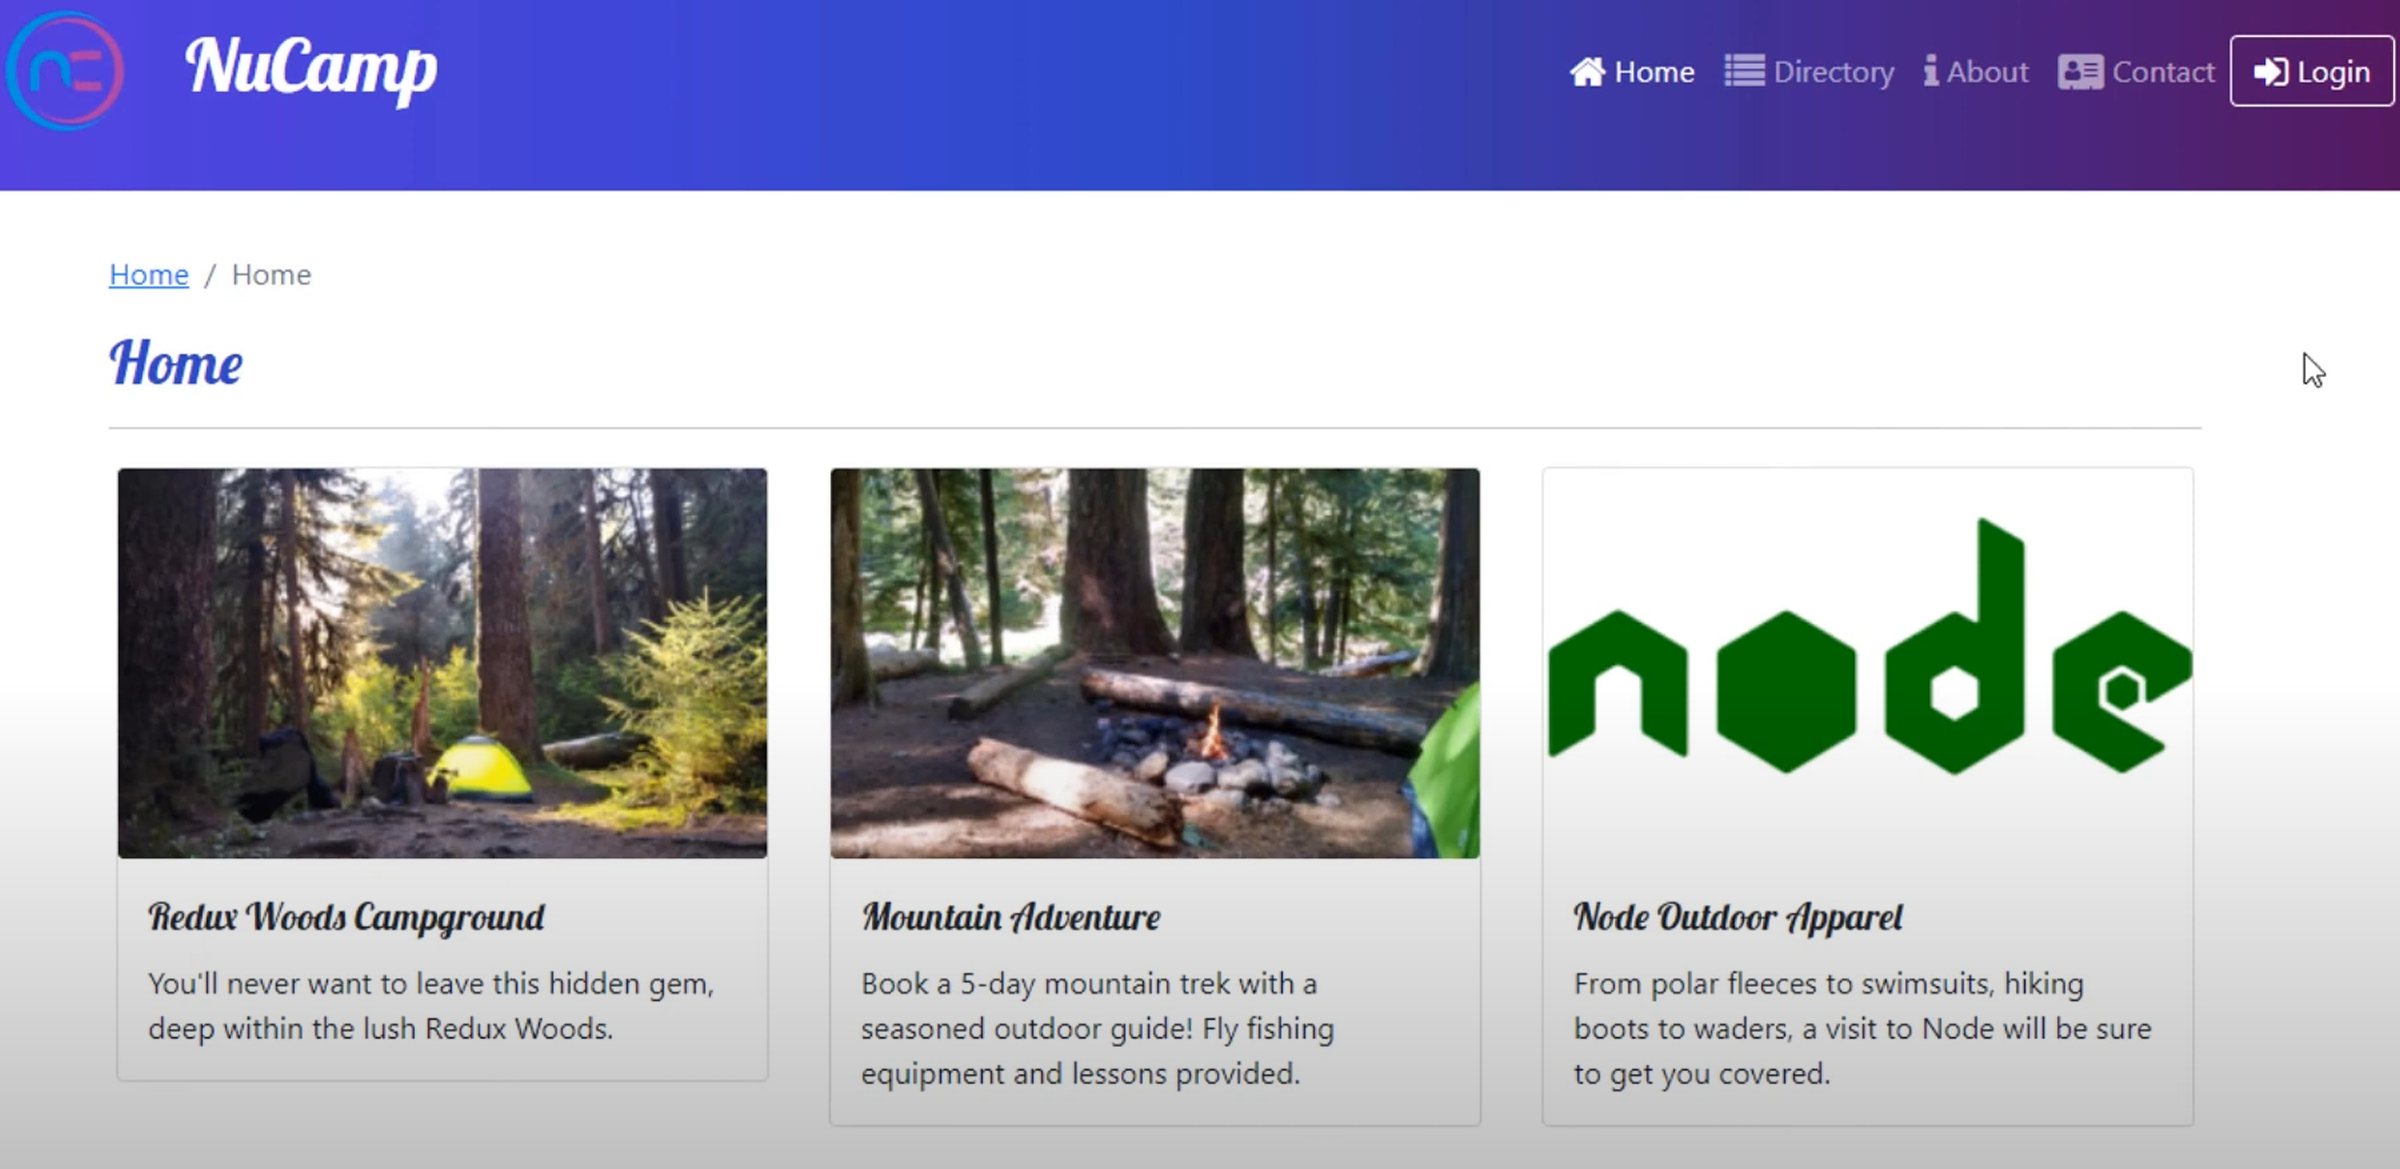 NE NuCamp
Home Directory About Contact Login
Home / Home
Home
node
Redux Woods Campground
You'll never want to leave this hidden gem,
deep within the lush Redux Woods.
Mountain Adventure
Book a 5-day mountain trek with a
seasoned outdoor guide! Fly fishing
equipment and lessons provided.
Node Outdoor Apparel
From polar fleeces to swimsuits, hiking
boots to waders, a visit to Node will be sure
to get you covered.